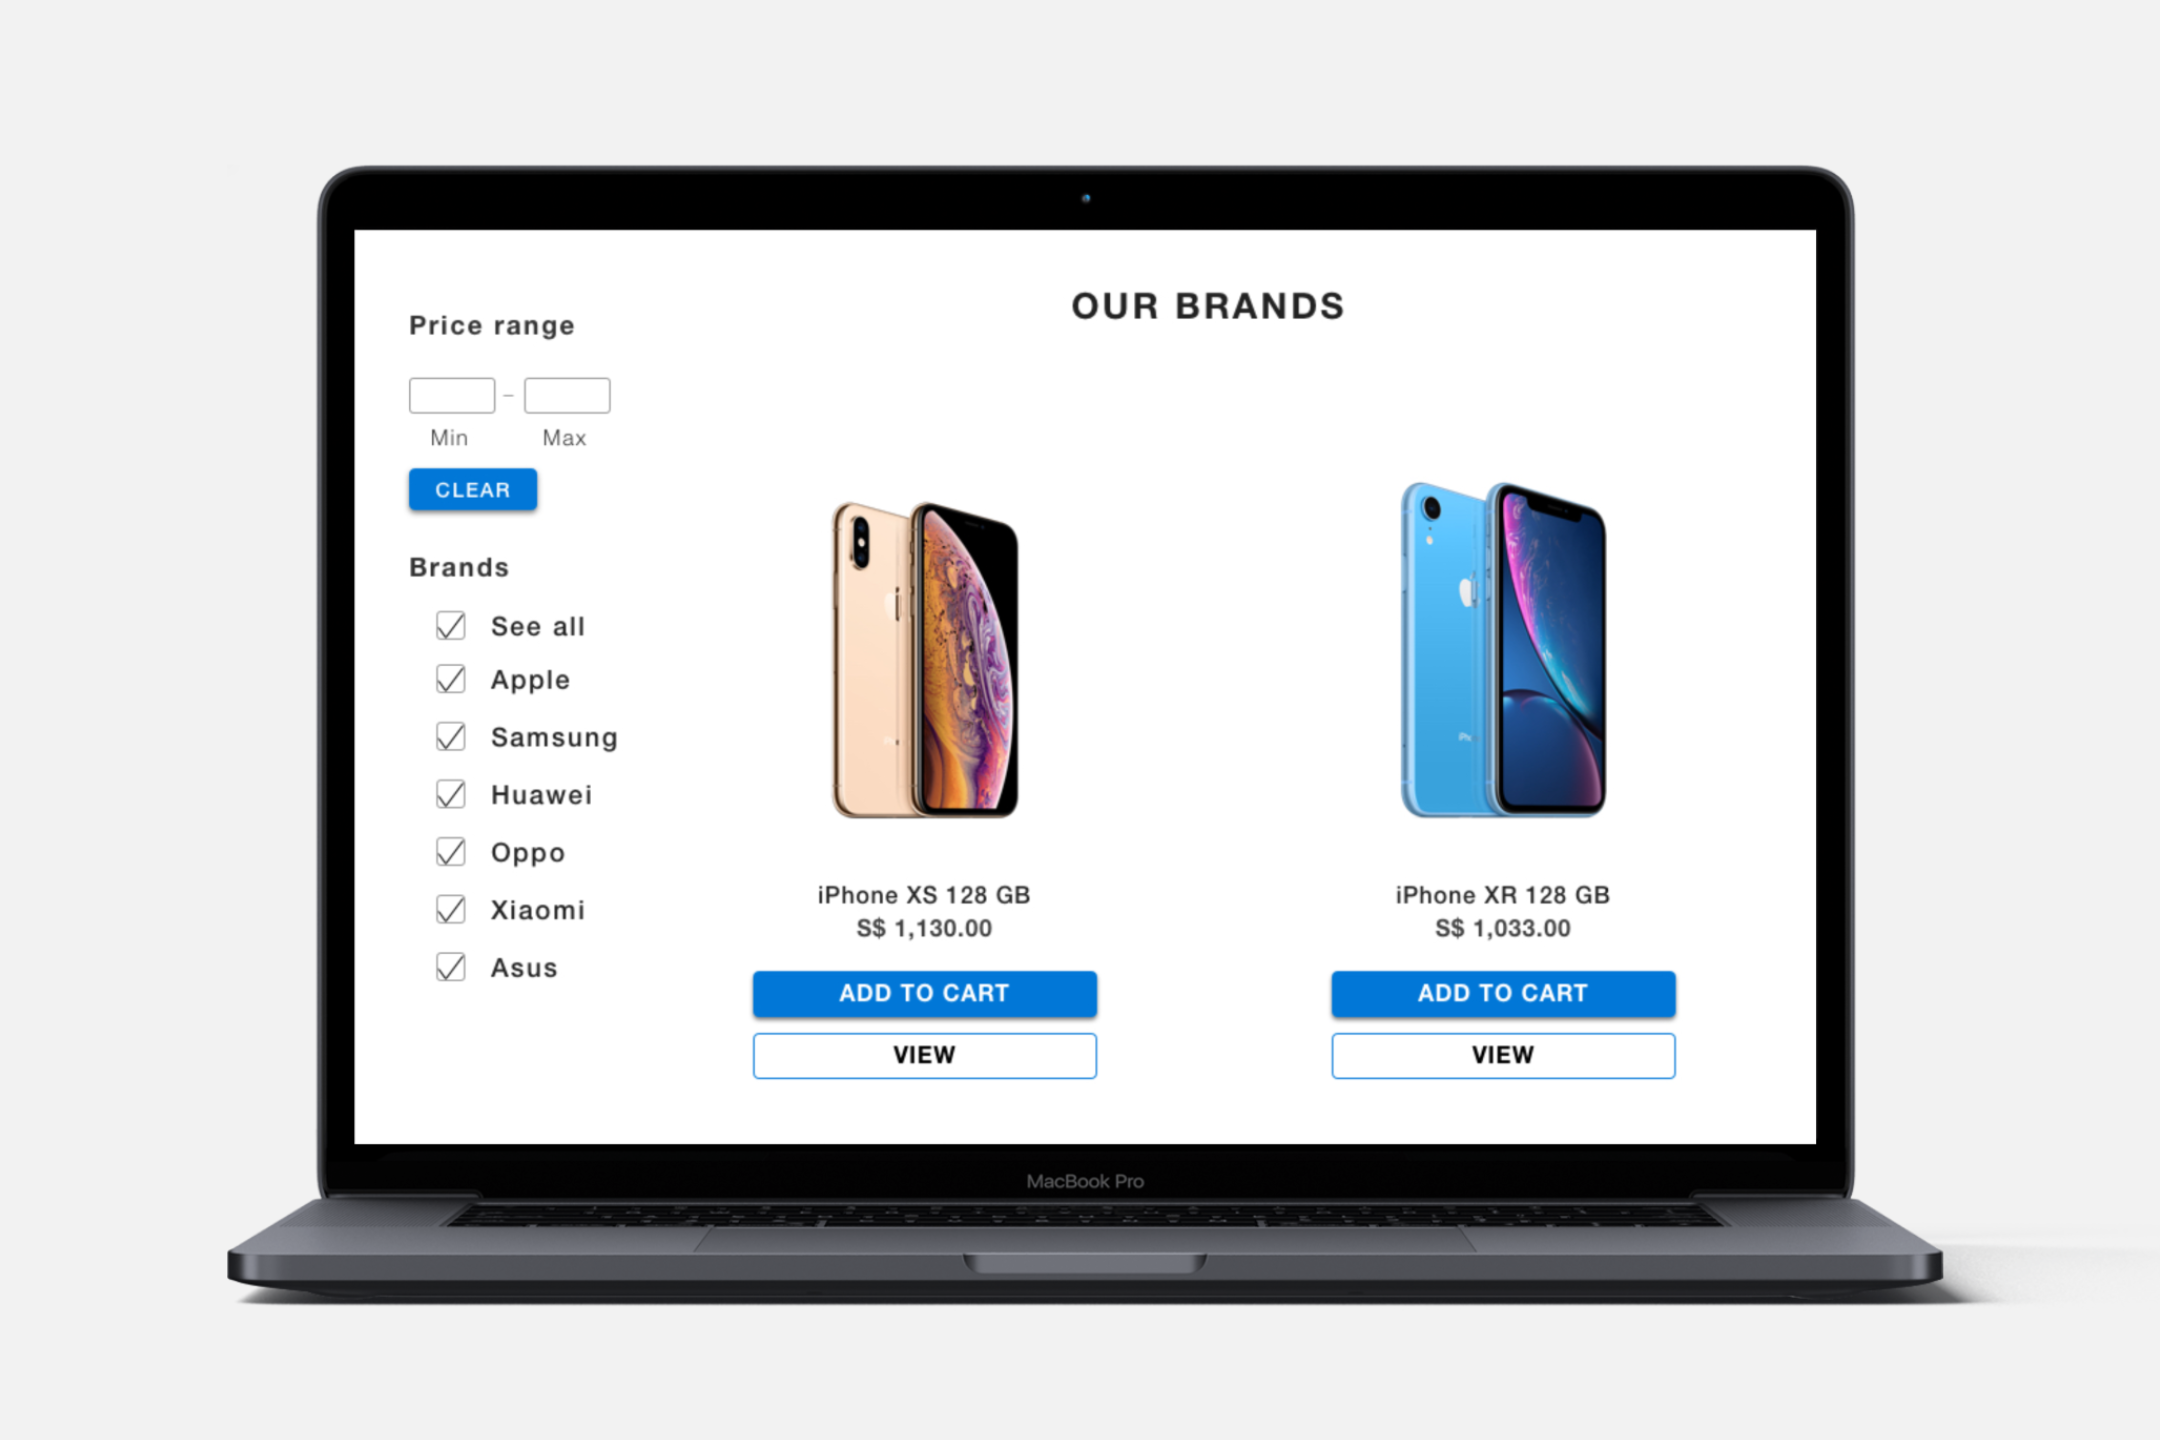 OUR BRANDS
Price range
–
Min Max
CLEAR
Brands
See all
Apple
Samsung
Huawei
Oppo
Xiaomi
Asus
iPhone XS 128 GB
S$ 1,130.00
ADD TO CART
VIEW
iPhone XR 128 GB
S$ 1,033.00
ADD TO CART
VIEW
MacBook Pro